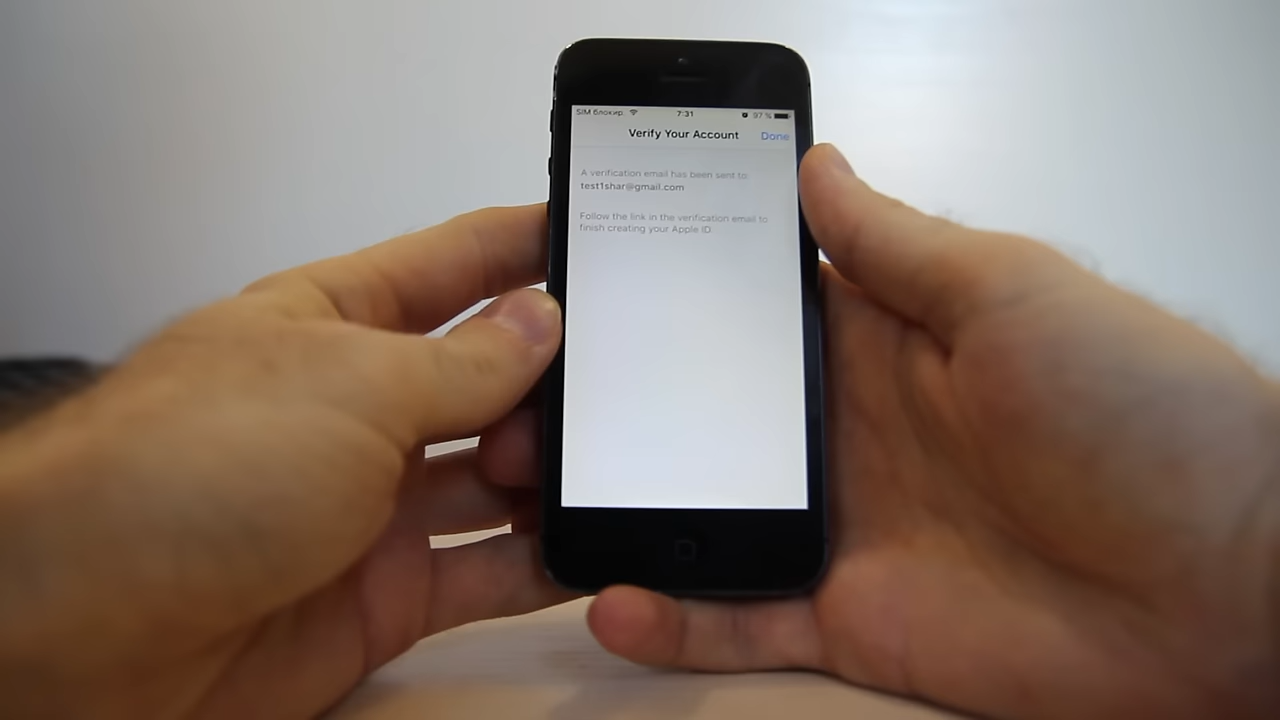 SIM блокир. 7:31 97 %
Verify Your Account Done
A verification email has been sent to:
test1shar@gmail.com
Follow the link in the verification email to
finish creating your Apple ID.